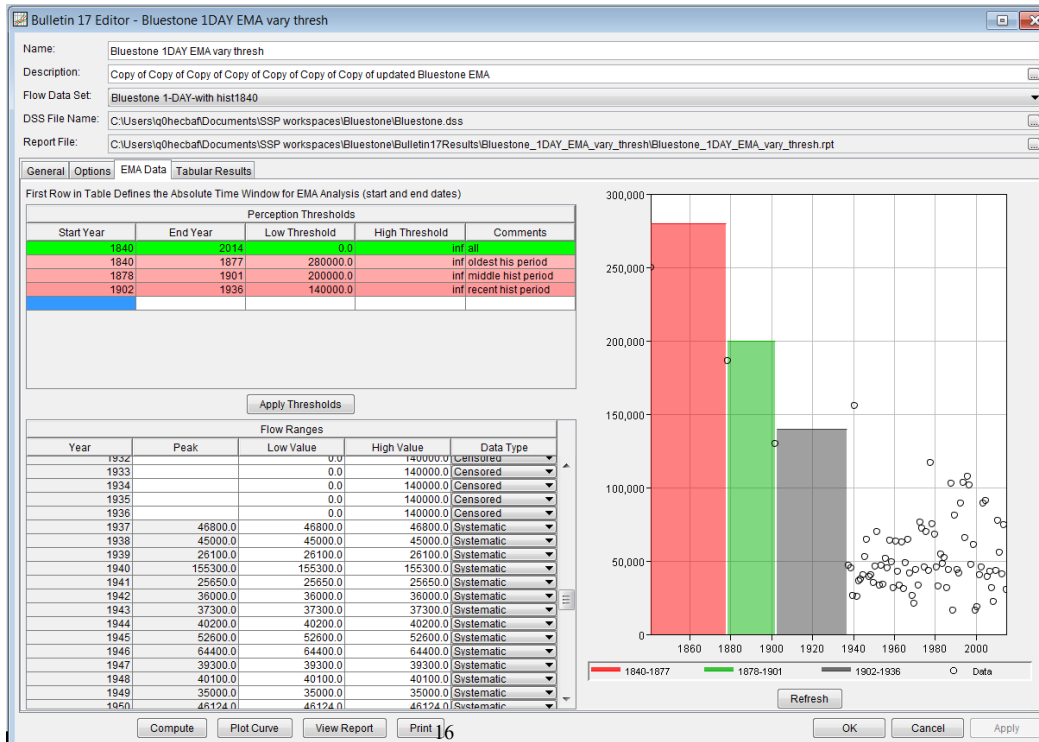 Bulletin 17 Editor - Bluestone 1DAY EMA vary thresh
Name: Bluestone 1DAY EMA vary thresh
Description: Copy of Copy of Copy of Copy of Copy of Copy of Copy of updated Bluestone EMA
Flow Data Set: Bluestone 1-DAY-with hist1840
DSS File Name: C:\Users\q0hecbaf\Documents\SSP workspaces\Bluestone\Bluestone.dss
Report File: C:\Users\q0hecbaf\Documents\SSP workspaces\Bluestone\Bulletin17Results\Bluestone_1DAY_EMA_vary_thresh\Bluestone_1DAY_EMA_vary_thresh.rpt
General Options EMA Data Tabular Results
First Row in Table Defines the Absolute Time Window for EMA Analysis (start and end dates)
Perception Thresholds
Start Year End Year Low Threshold High Threshold Comments
1840 2014 0.0 inf all
1840 1877 280000.0 inf oldest his period
1878 1901 200000.0 inf middle hist period
1902 1936 140000.0 inf recent hist period
Apply Thresholds
Flow Ranges
Year Peak Low Value High Value Data Type
1932 0.0 140000.0 Censored
1933 0.0 140000.0 Censored
1934 0.0 140000.0 Censored
1935 0.0 140000.0 Censored
1936 0.0 140000.0 Censored
1937 46800.0 46800.0 46800.0 Systematic
1938 45000.0 45000.0 45000.0 Systematic
1939 26100.0 26100.0 26100.0 Systematic
1940 155300.0 155300.0 155300.0 Systematic
1941 25650.0 25650.0 25650.0 Systematic
1942 36000.0 36000.0 36000.0 Systematic
1943 37300.0 37300.0 37300.0 Systematic
1944 40200.0 40200.0 40200.0 Systematic
1945 52600.0 52600.0 52600.0 Systematic
1946 64400.0 64400.0 64400.0 Systematic
1947 39300.0 39300.0 39300.0 Systematic
1948 40100.0 40100.0 40100.0 Systematic
1949 35000.0 35000.0 35000.0 Systematic
1950 46124.0 46124.0 46124.0 Systematic
300,000
250,000
200,000
150,000
100,000
50,000
0
1860 1880 1900 1920 1940 1960 1980 2000
1840-1877 1878-1901 1902-1936 Data
Refresh
Compute Plot Curve View Report Print 16 OK Cancel Apply